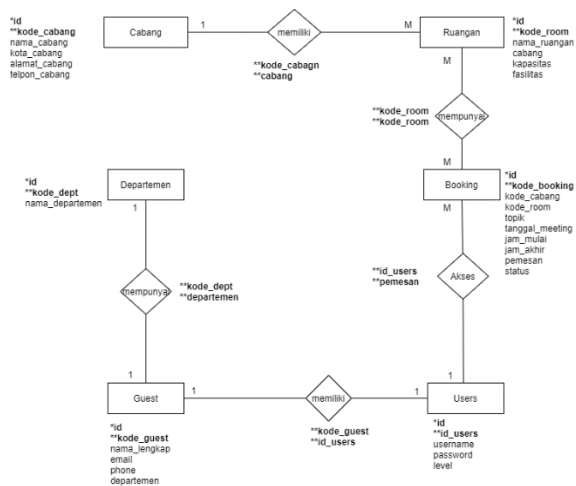 *id
**kode_cabang
nama_cabang
kota_cabang
alamat_cabang
telpon_cabang
Cabang
1
memiliki
**kode_cabagn
**cabang
M
Ruangan
*id
**kode_room
nama_ruangan
cabang
kapasitas
fasilitas
M
**kode_room
**kode_room
mempunyai
M
*id
**kode_dept
nama_departemen
Departemen
1
Booking
*id
**kode_booking
kode_cabang
kode_room
topik
tanggal_meeting
jam_mulai
jam_akhir
pemesan
status
M
mempunyai
**kode_dept
**departemen
**id_users
**pemesan
Akses
1
1
Guest
1
memiliki
**kode_guest
**id_users
1
Users
*id
**kode_guest
nama_lengkap
email
phone
departemen
*id
**id_users
username
password
level